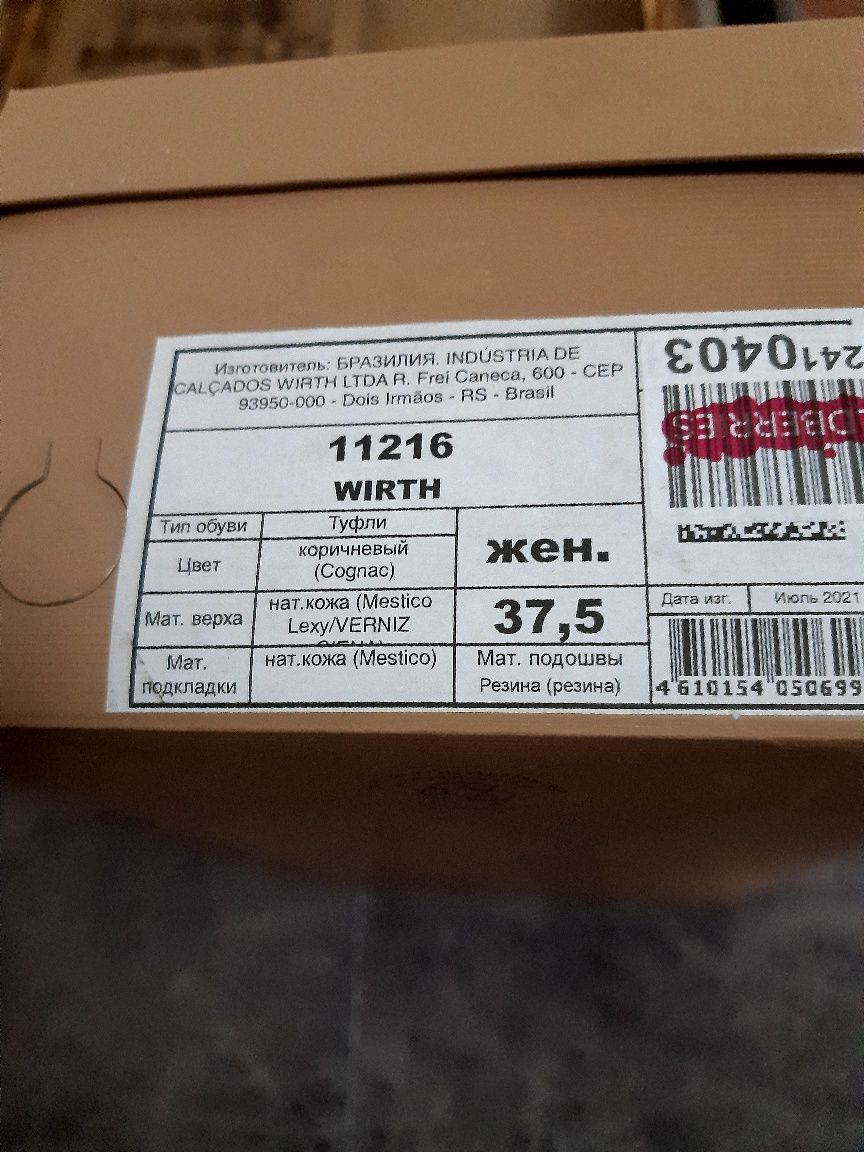 Изготовитель: БРАЗИЛИЯ. INDÚSTRIA DE
CALÇADOS WIRTH LTDA R. Frei Caneca, 600 - CEP
93950-000 - Dois Irmãos - RS - Brasil
11216
WIRTH
Тип обуви
Туфли
Цвет
коричневый
(Cognac)
жен.
Мат. верха
нат.кожа (Mestico
Lexy/VERNIZ
37,5
Мат.
подкладки
нат.кожа (Mestico)
Мат. подошвы
Резина (резина)
2410403
DBERRIES
Дата изг.
Июль 2021
4 610154 050699